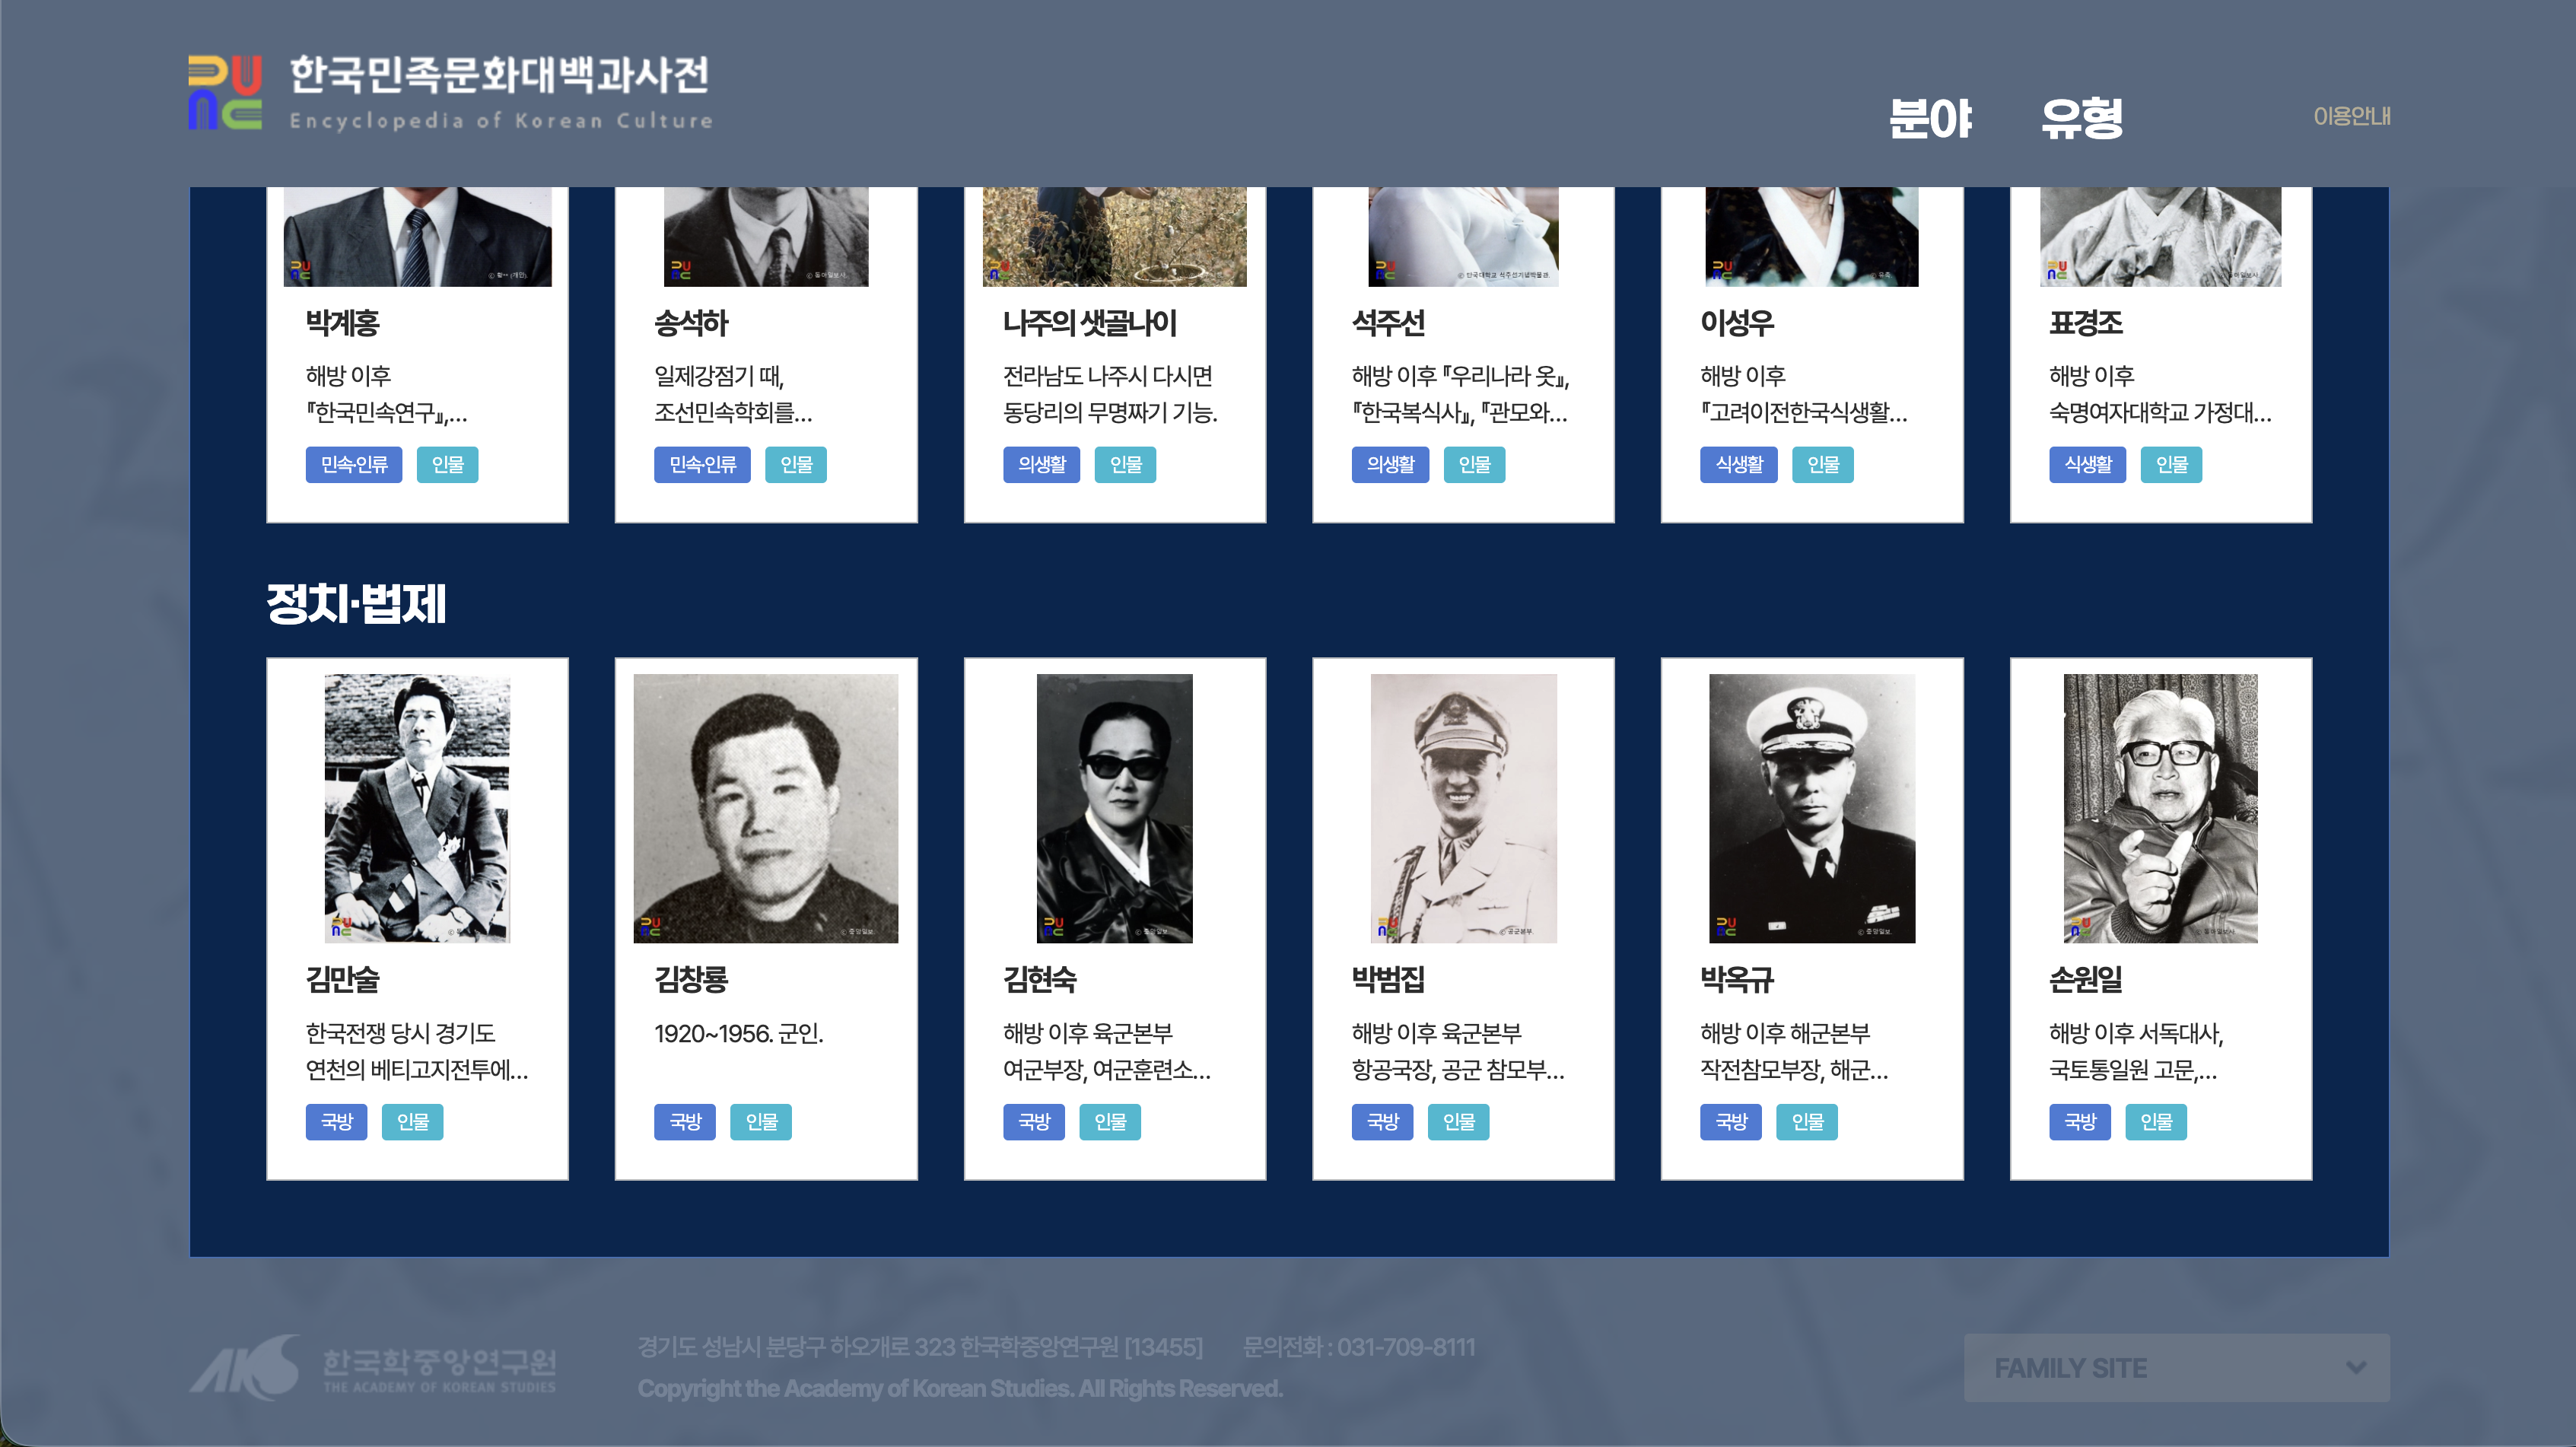 한국민족문화대백과사전
Encyclopedia of Korean Culture
분야 유형 이용안내
박계홍
해방 이후
『한국민속연구』,...
민속·인류 인물
송석하
일제강점기 때,
조선민속학회를...
민속·인류 인물
나주의 샛골나이
전라남도 나주시 다시면
동당리의 무명짜기 기능.
의생활 인물
석주선
해방 이후 『우리나라 옷』,
『한국복식사』, 『관모와...
의생활 인물
이성우
해방 이후
『고려이전한국식생활...
식생활 인물
표경조
해방 이후
숙명여자대학교 가정대...
식생활 인물
정치·법제
김만술
한국전쟁 당시 경기도
연천의 베티고지전투에...
국방 인물
김창룡
1920~1956. 군인.
국방 인물
김현숙
해방 이후 육군본부
여군부장, 여군훈련소...
국방 인물
박범집
해방 이후 육군본부
항공국장, 공군 참모부...
국방 인물
박옥규
해방 이후 해군본부
작전참모부장, 해군...
국방 인물
손원일
해방 이후 서독대사,
국토통일원 고문,...
국방 인물
AKS 한국학중앙연구원
THE ACADEMY OF KOREAN STUDIES
경기도 성남시 분당구 하오개로 323 한국학중앙연구원 [13455] 문의전화 : 031-709-8111
Copyright the Academy of Korean Studies. All Rights Reserved.
FAMILY SITE